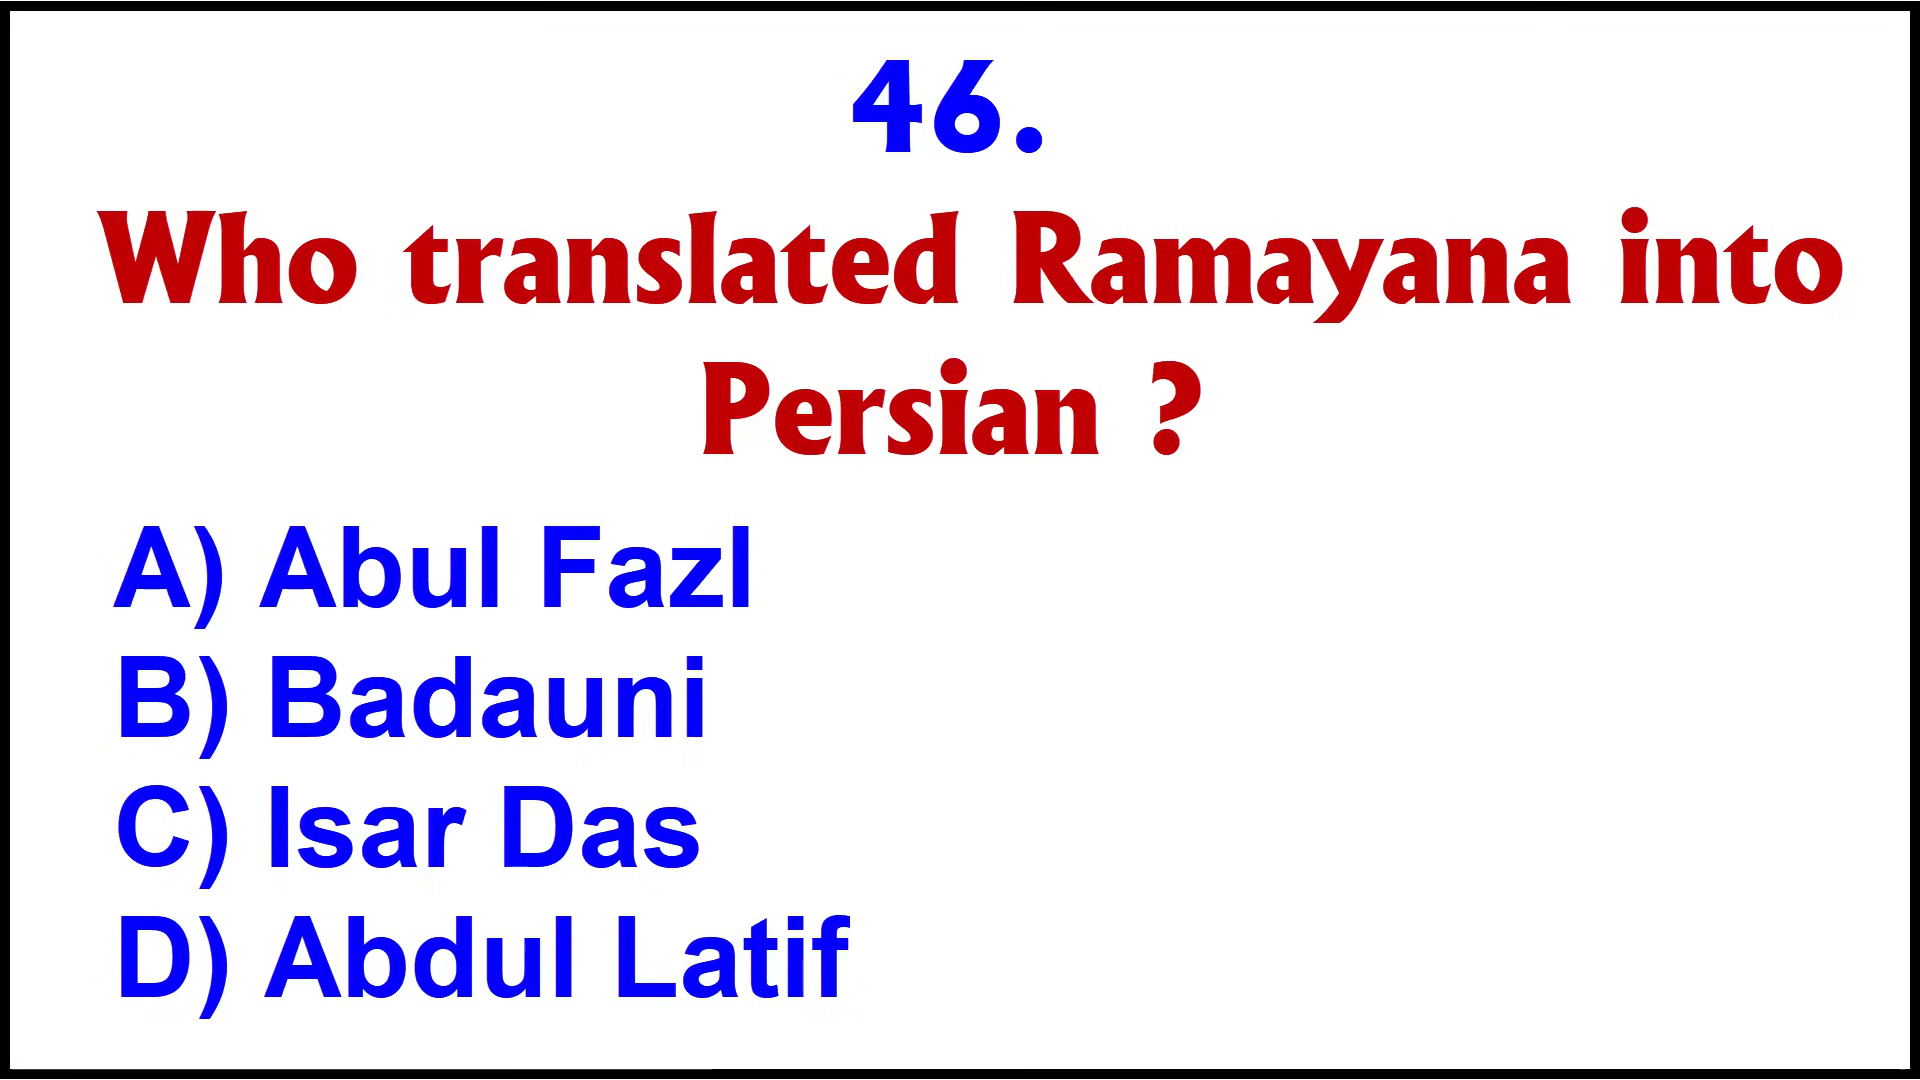 46.
Who translated Ramayana into
Persian ?
A) Abul Fazl
B) Badauni
C) Isar Das
D) Abdul Latif